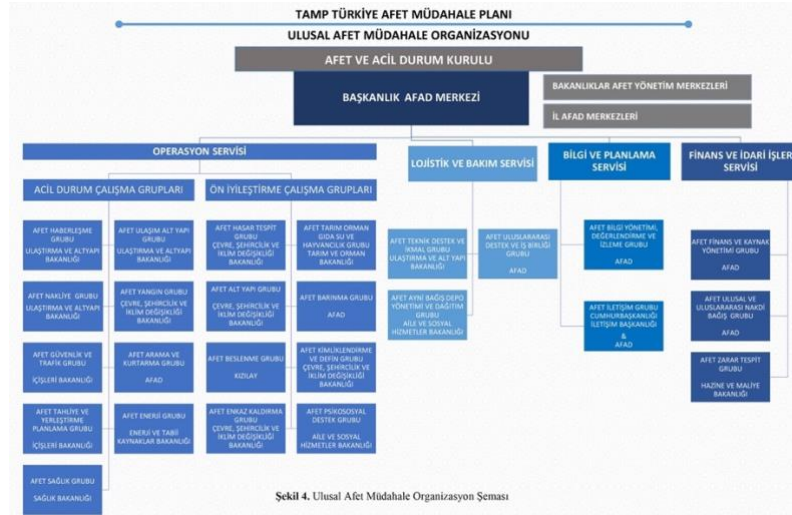 TAMP TÜRKİYE AFET MÜDAHALE PLANI
ULUSAL AFET MÜDAHALE ORGANİZASYONU
AFET VE ACİL DURUM KURULU
BAŞKANLIK AFAD MERKEZİ
BAKANLIKLAR AFET YÖNETİM MERKEZLERİ
İL AFAD MERKEZLERİ
OPERASYON SERVİSİ
ACİL DURUM ÇALIŞMA GRUPLARI
AFET HABERLEŞME
GRUBU
ULAŞTIRMA VE ALTYAPI
BAKANLIĞI
AFET ULAŞIM ALT YAPI
GRUBU
ULAŞTIRMA VE ALTYAPI
BAKANLIĞI
AFET NAKLİYE GRUBU
ULAŞTIRMA VE ALTYAPI
BAKANLIĞI
AFET YANGIN GRUBU
ÇEVRE, ŞEHİRCİLİK VE
İKLİM DEĞİŞİKLİĞİ
BAKANLIĞI
AFET GÜVENLİK VE
TRAFİK GRUBU
İÇİŞLERİ BAKANLIĞI
AFET ARAMA VE
KURTARMA GRUBU
AFAD
AFET TAHLİYE VE
YERLEŞTİRME
PLANLAMA GRUBU
İÇİŞLERİ BAKANLIĞI
AFET ENERJİ GRUBU
ENERJİ VE TABİİ
KAYNAKLAR BAKANLIĞI
AFET SAĞLIK GRUBU
SAĞLIK BAKANLIĞI
ÖN İYİLEŞTİRME ÇALIŞMA GRUPLARI
AFET HASAR TESPİT
GRUBU
ÇEVRE, ŞEHİRCİLİK VE
İKLİM DEĞİŞİKLİĞİ
BAKANLIĞI
AFET TARIM ORMAN
GIDA SU VE
HAYVANCILIK GRUBU
TARIM VE ORMAN
BAKANLIĞI
AFET ALT YAPI GRUBU
ÇEVRE, ŞEHİRCİLİK VE
İKLİM DEĞİŞİKLİĞİ
BAKANLIĞI
AFET BARINMA GRUBU
AFAD
AFET BESLENME GRUBU
KIZILAY
AFET KİMLİKLENDİRME
VE DEFİN GRUBU
ÇEVRE, ŞEHİRCİLİK VE
İKLİM DEĞİŞİKLİĞİ
BAKANLIĞI
AFET ENKAZ KALDIRMA
GRUBU
ÇEVRE, ŞEHİRCİLİK VE
İKLİM DEĞİŞİKLİĞİ
BAKANLIĞI
AFET PSİKOSOSYAL
DESTEK GRUBU
AİLE VE SOSYAL
HİZMETLER BAKANLIĞI
LOJİSTİK VE BAKIM SERVİSİ
AFET TEKNİK DESTEK VE
İKMAL GRUBU
ULAŞTIRMA VE ALT YAPI
BAKANLIĞI
AFET ULUSLARARASI
DESTEK VE İŞ BİRLİĞİ
GRUBU
AFAD
AFET AYNİ BAĞIŞ DEPO
YÖNETİMİ VE DAĞITIM
GRUBU
AİLE VE SOSYAL
HİZMETLER BAKANLIĞI
BİLGİ VE PLANLAMA
SERVİSİ
AFET BİLGİ YÖNETİMİ,
DEĞERLENDİRME VE
İZLEME GRUBU
AFAD
AFET İLETİŞİM GRUBU
CUMHURBAŞKANLIĞI
İLETİŞİM BAŞKANLIĞI
&
AFAD
FİNANS VE İDARİ İŞLER
SERVİSİ
AFET FİNANS VE KAYNAK
YÖNETİMİ GRUBU
AFAD
AFET ULUSAL VE
ULUSLARARASI NAKDİ
BAĞIŞ GRUBU
AFAD
AFET ZARAR TESPİT
GRUBU
HAZİNE VE MALİYE
BAKANLIĞI
Şekil 4. Ulusal Afet Müdahale Organizasyon Şeması